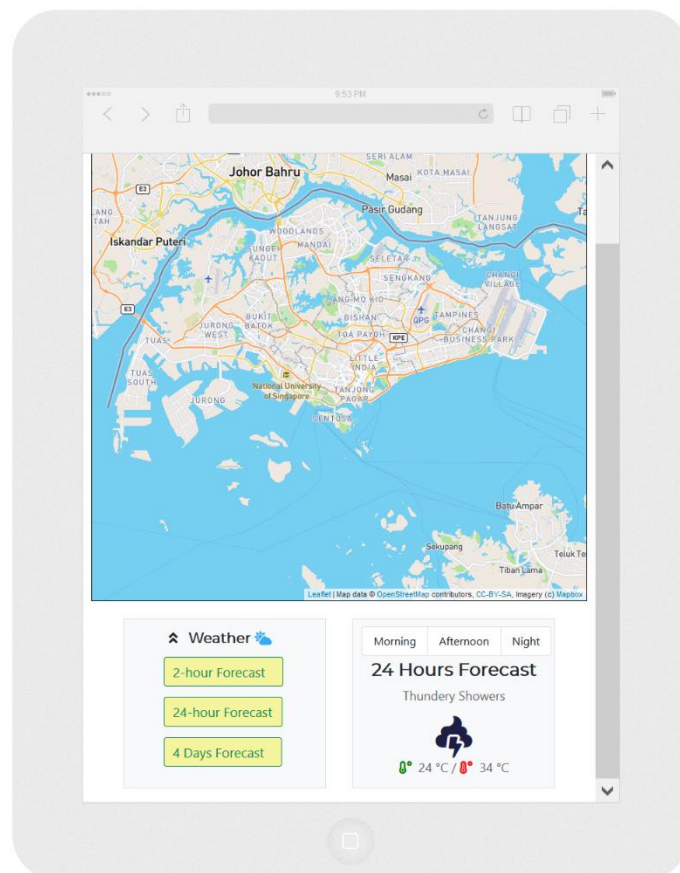 9:53 PM
SERI ALAM
Johor Bahru
Masai
KOTA MASAI
E3
Pasir Gudang
TANJUNG
LANGSAT
Iskandar Puteri
WOODLANDS
SUNGEI
KADUT
MANDAI
SELETAR
SENGKANG
CHANGI
VILLAGE
E3
ANG MO KIO
BUKIT
BATOK
BISHAN
QPG
TAMPINES
JURONG
WEST
TOA PAYOH
KPE
CHANGI
BUSINESS PARK
TUAS
LITTLE
INDIA
TUAS
SOUTH
National University
of Singapore
TANJONG
PAGAR
JURONG
SENTOSA
Batu Ampar
Sekupang
Teluk Te
Tiban Lama
Leaflet | Map data © OpenStreetMap contributors, CC-BY-SA, Imagery (c) Mapbox
Weather
2-hour Forecast
24-hour Forecast
4 Days Forecast
Morning Afternoon Night
24 Hours Forecast
Thundery Showers
24 °C / 34 °C